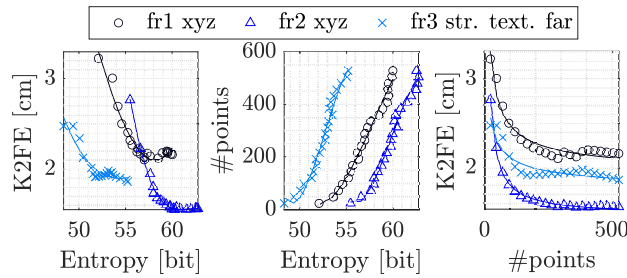 fr1 xyz fr2 xyz fr3 str. text. far
K2FE [cm]
3
2
50 55 60
Entropy [bit]
#points
600
400
200
0
50 55 60
Entropy [bit]
K2FE [cm]
3
2
0 500
#points